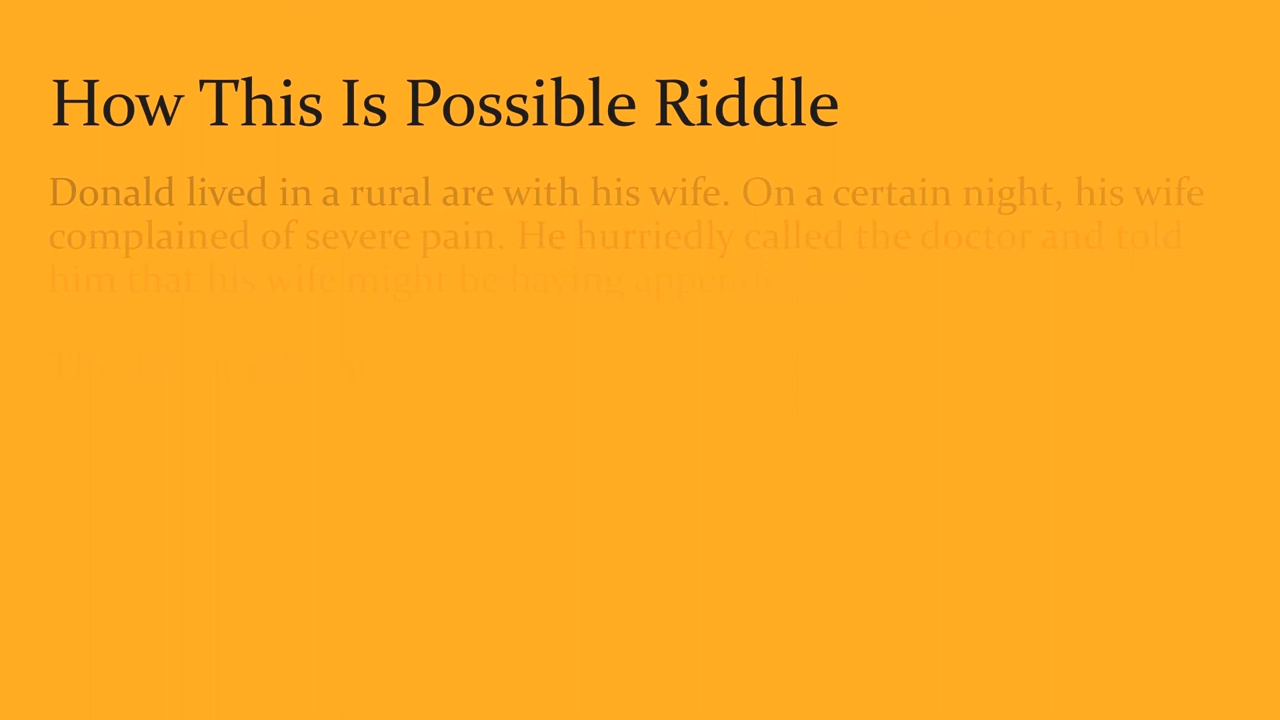 How This Is Possible Riddle
Donald lived in a rural are with his wife. On a certain night, his wife
complained of severe pain. He hurriedly called the doctor and told
him that his wife might be having